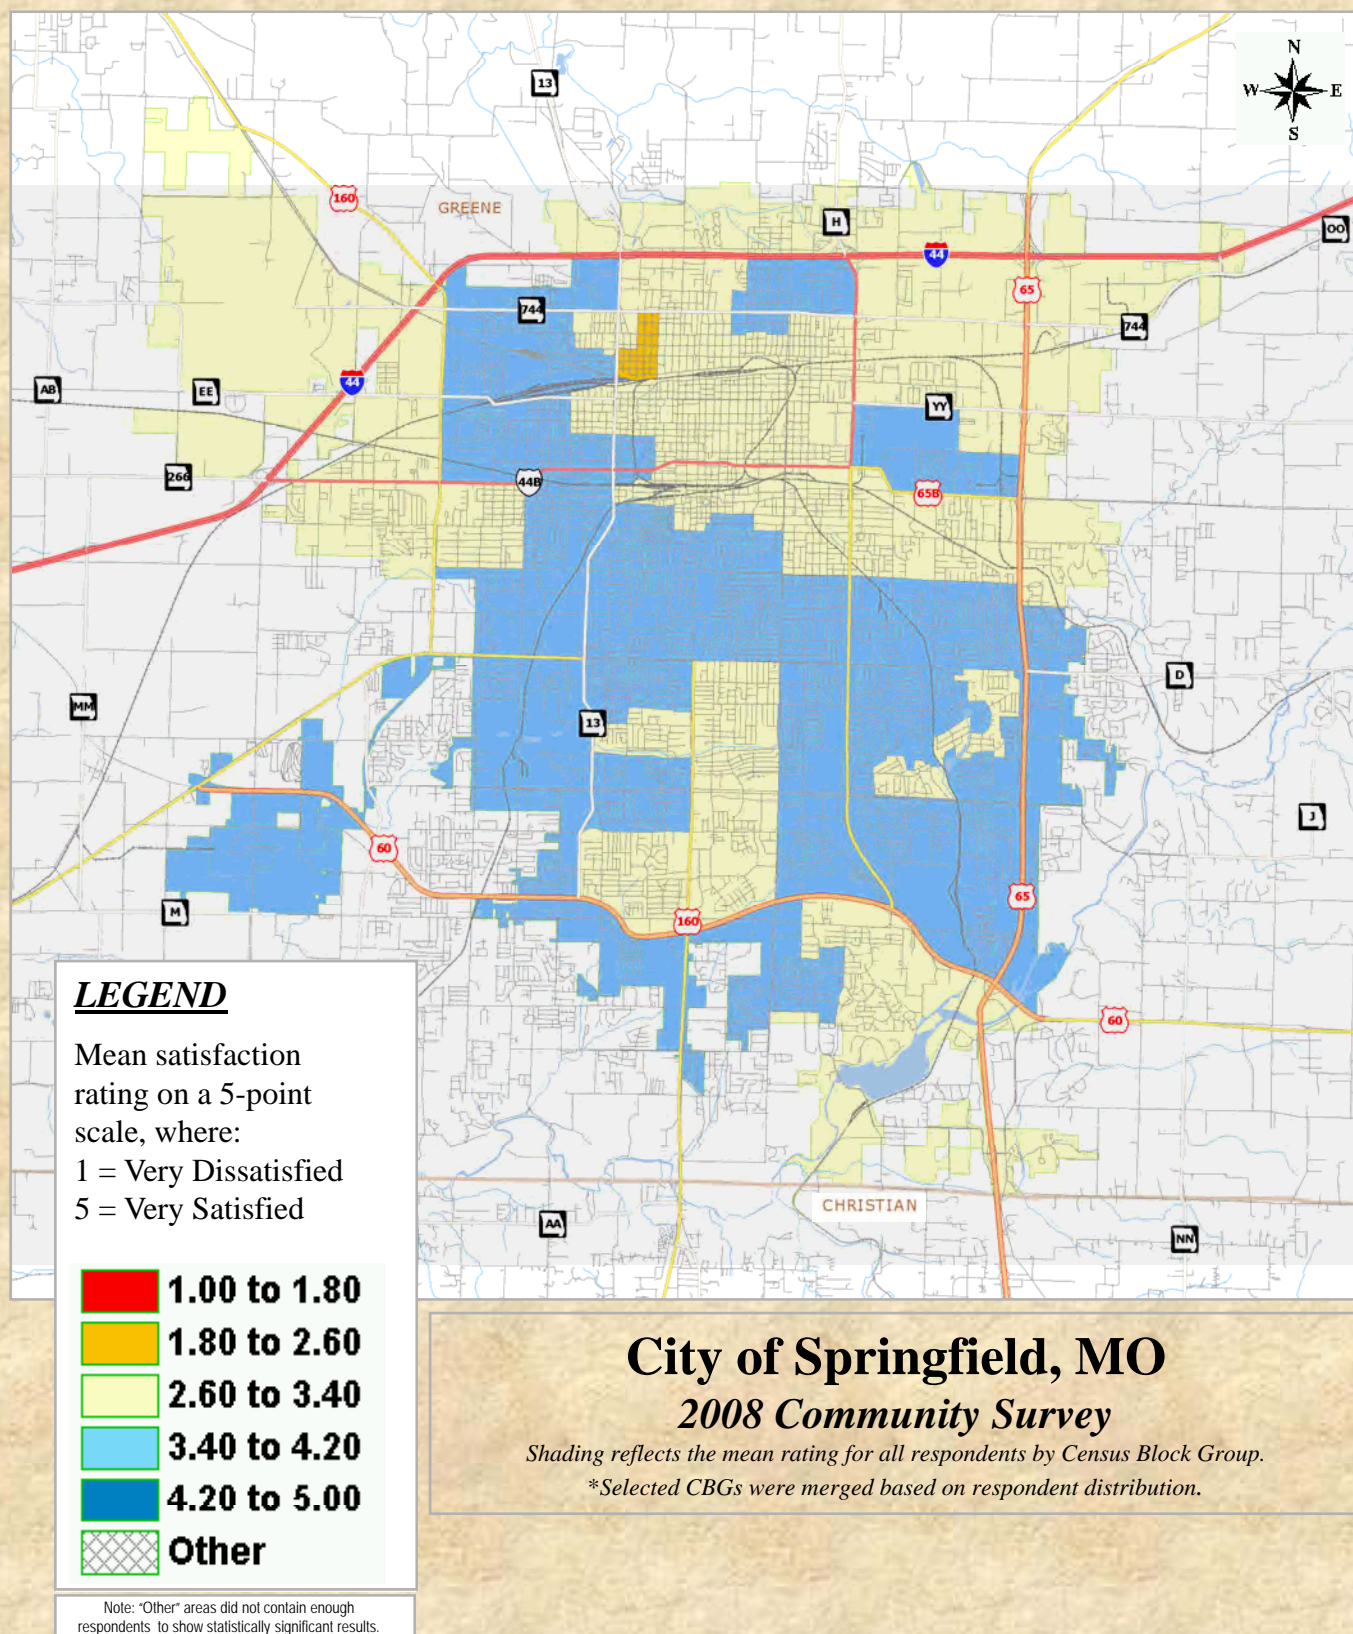 N
W E
S
13
160
GREENE
H
OO
44
65
744
744
44
AB
EE
YY
266
44B
65B
D
MM
13
J
60
65
M
160
60
CHRISTIAN
AA
NN
LEGEND
Mean satisfaction
rating on a 5-point
scale, where:
1 = Very Dissatisfied
5 = Very Satisfied
1.00 to 1.80
1.80 to 2.60
2.60 to 3.40
3.40 to 4.20
4.20 to 5.00
Other
Note: “Other” areas did not contain enough
respondents to show statistically significant results.
City of Springfield, MO
2008 Community Survey
Shading reflects the mean rating for all respondents by Census Block Group.
*Selected CBGs were merged based on respondent distribution.